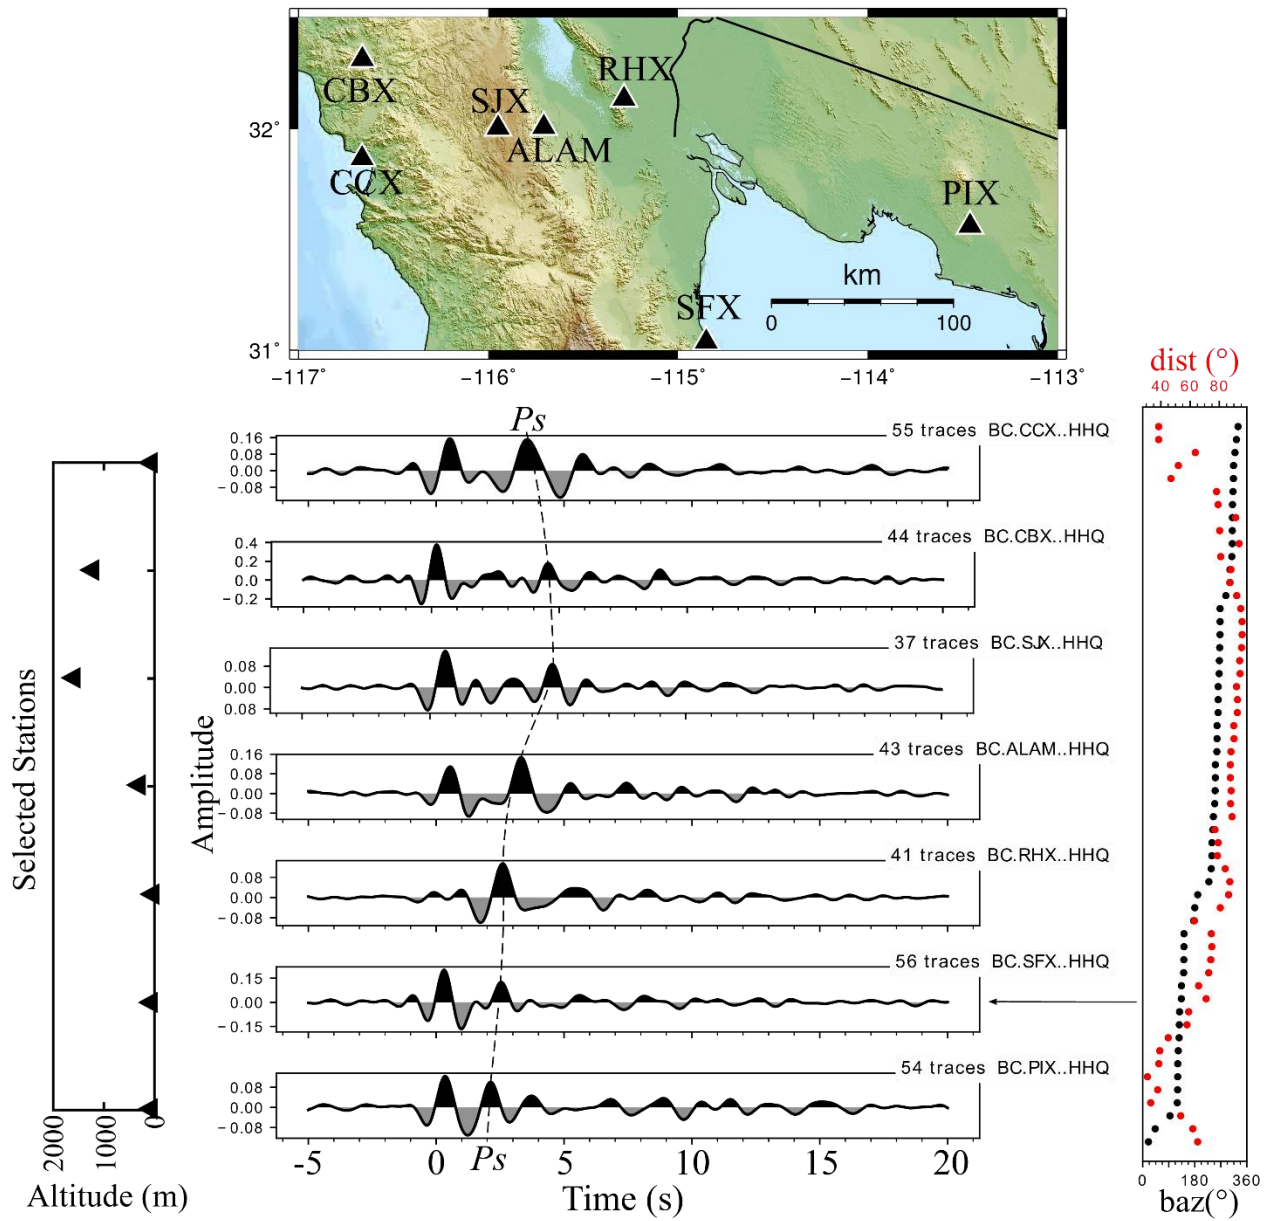 CBX
RHX
SJX
ALAM
CCX
PIX
SFX
km
0 100
32°
31°
−117 −116 −115 −114 −113
dist (°)
40 60 80
Ps
55 traces BC.CCX..HHQ
0.16
0.08
0.00
−0.08
44 traces BC.CBX..HHQ
0.4
0.2
0.0
−0.2
37 traces BC.SJX..HHQ
0.08
0.00
0.08
43 traces BC.ALAM..HHQ
0.16
0.08
0.00
−0.08
41 traces BC.RHX..HHQ
0.08
0.00
−0.08
56 traces BC.SFX..HHQ
0.15
0.00
−0.15
54 traces BC.PIX..HHQ
0.08
0.00
−0.08
Selected Stations
Amplitude
2000 1000 0
Altitude (m)
-5 0 5 10 15 20
Ps
Time (s)
0 180 360
baz(°)